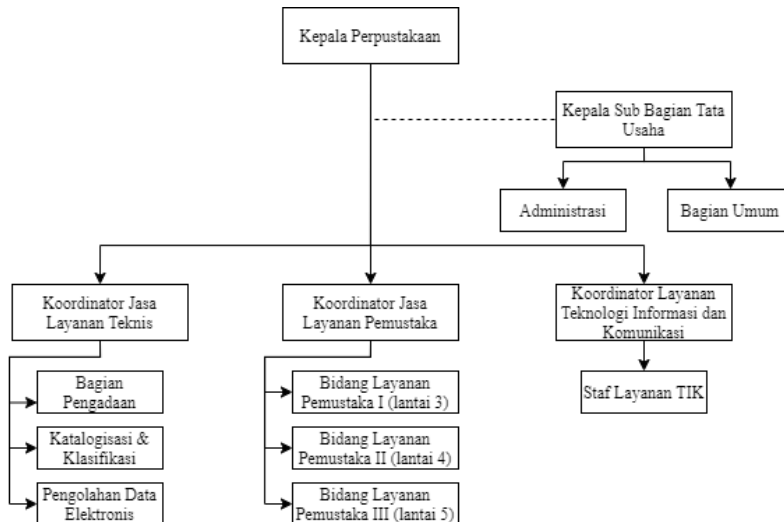 Kepala Perpustakaan
Kepala Sub Bagian Tata
Usaha
Administrasi
Bagian Umum
Koordinator Jasa
Layanan Teknis
Koordinator Jasa
Layanan Pemustaka
Koordinator Layanan
Teknologi Informasi dan
Komunikasi
Bagian
Pengadaan
Katalogisasi &
Klasifikasi
Pengolahan Data
Elektronis
Bidang Layanan
Pemustaka I (lantai 3)
Bidang Layanan
Pemustaka II (lantai 4)
Bidang Layanan
Pemustaka III (lantai 5)
Staf Layanan TIK